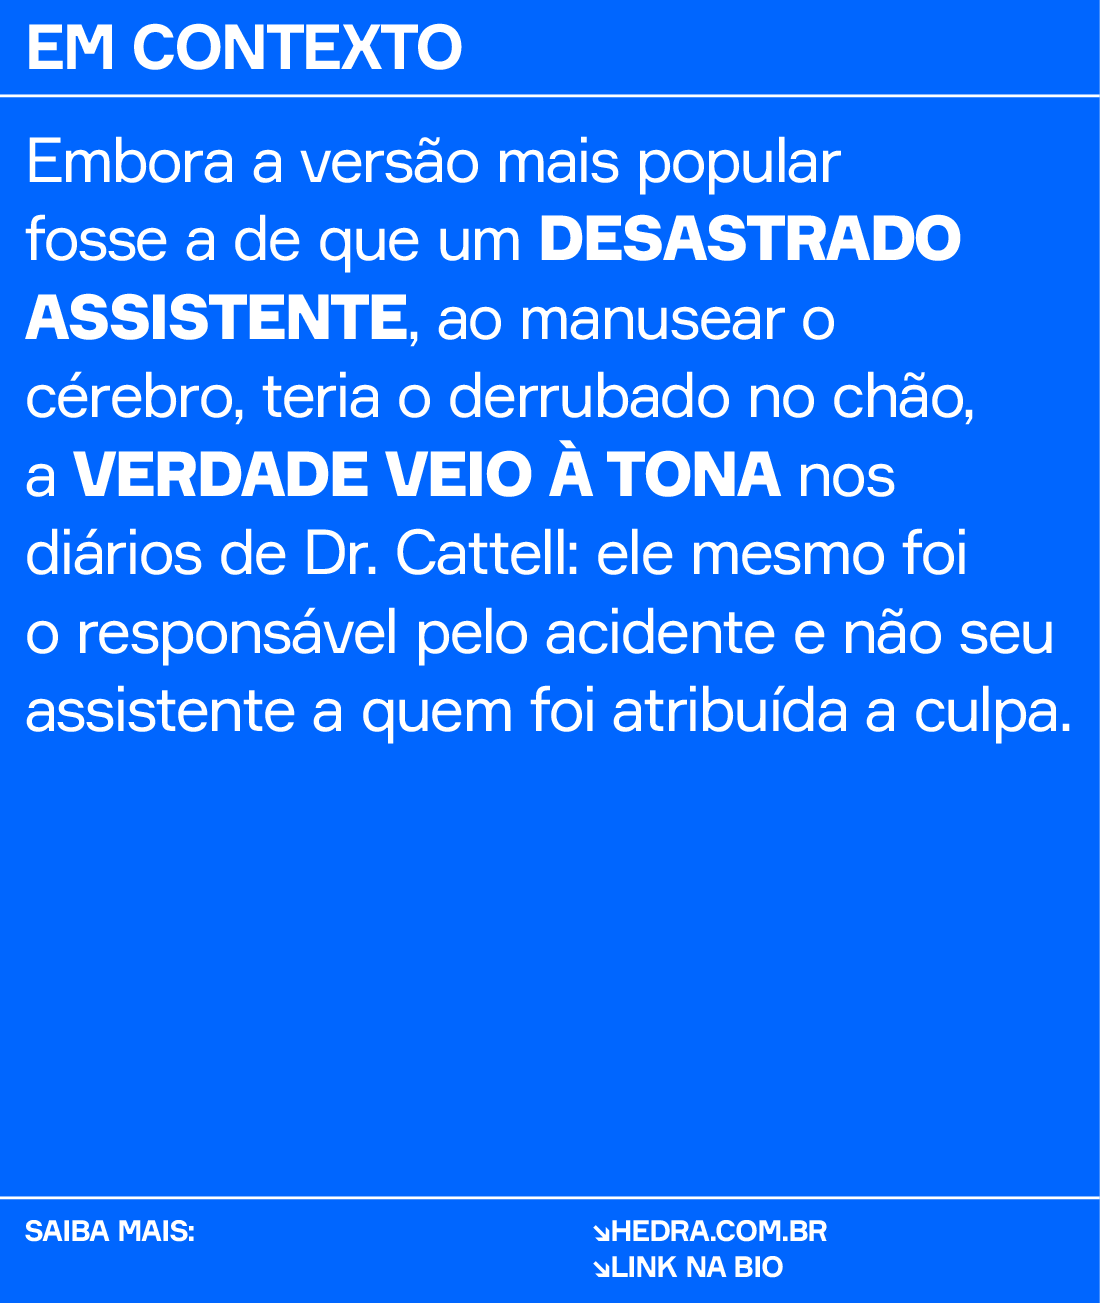 EM CONTEXTO
Embora a versão mais popular
fosse a de que um DESASTRADO
ASSISTENTE, ao manusear o
cérebro, teria o derrubado no chão,
a VERDADE VEIO À TONA nos
diários de Dr. Cattell: ele mesmo foi
o responsável pelo acidente e não seu
assistente a quem foi atribuída a culpa.
SAIBA MAIS:
↘HEDRA.COM.BR
↘LINK NA BIO